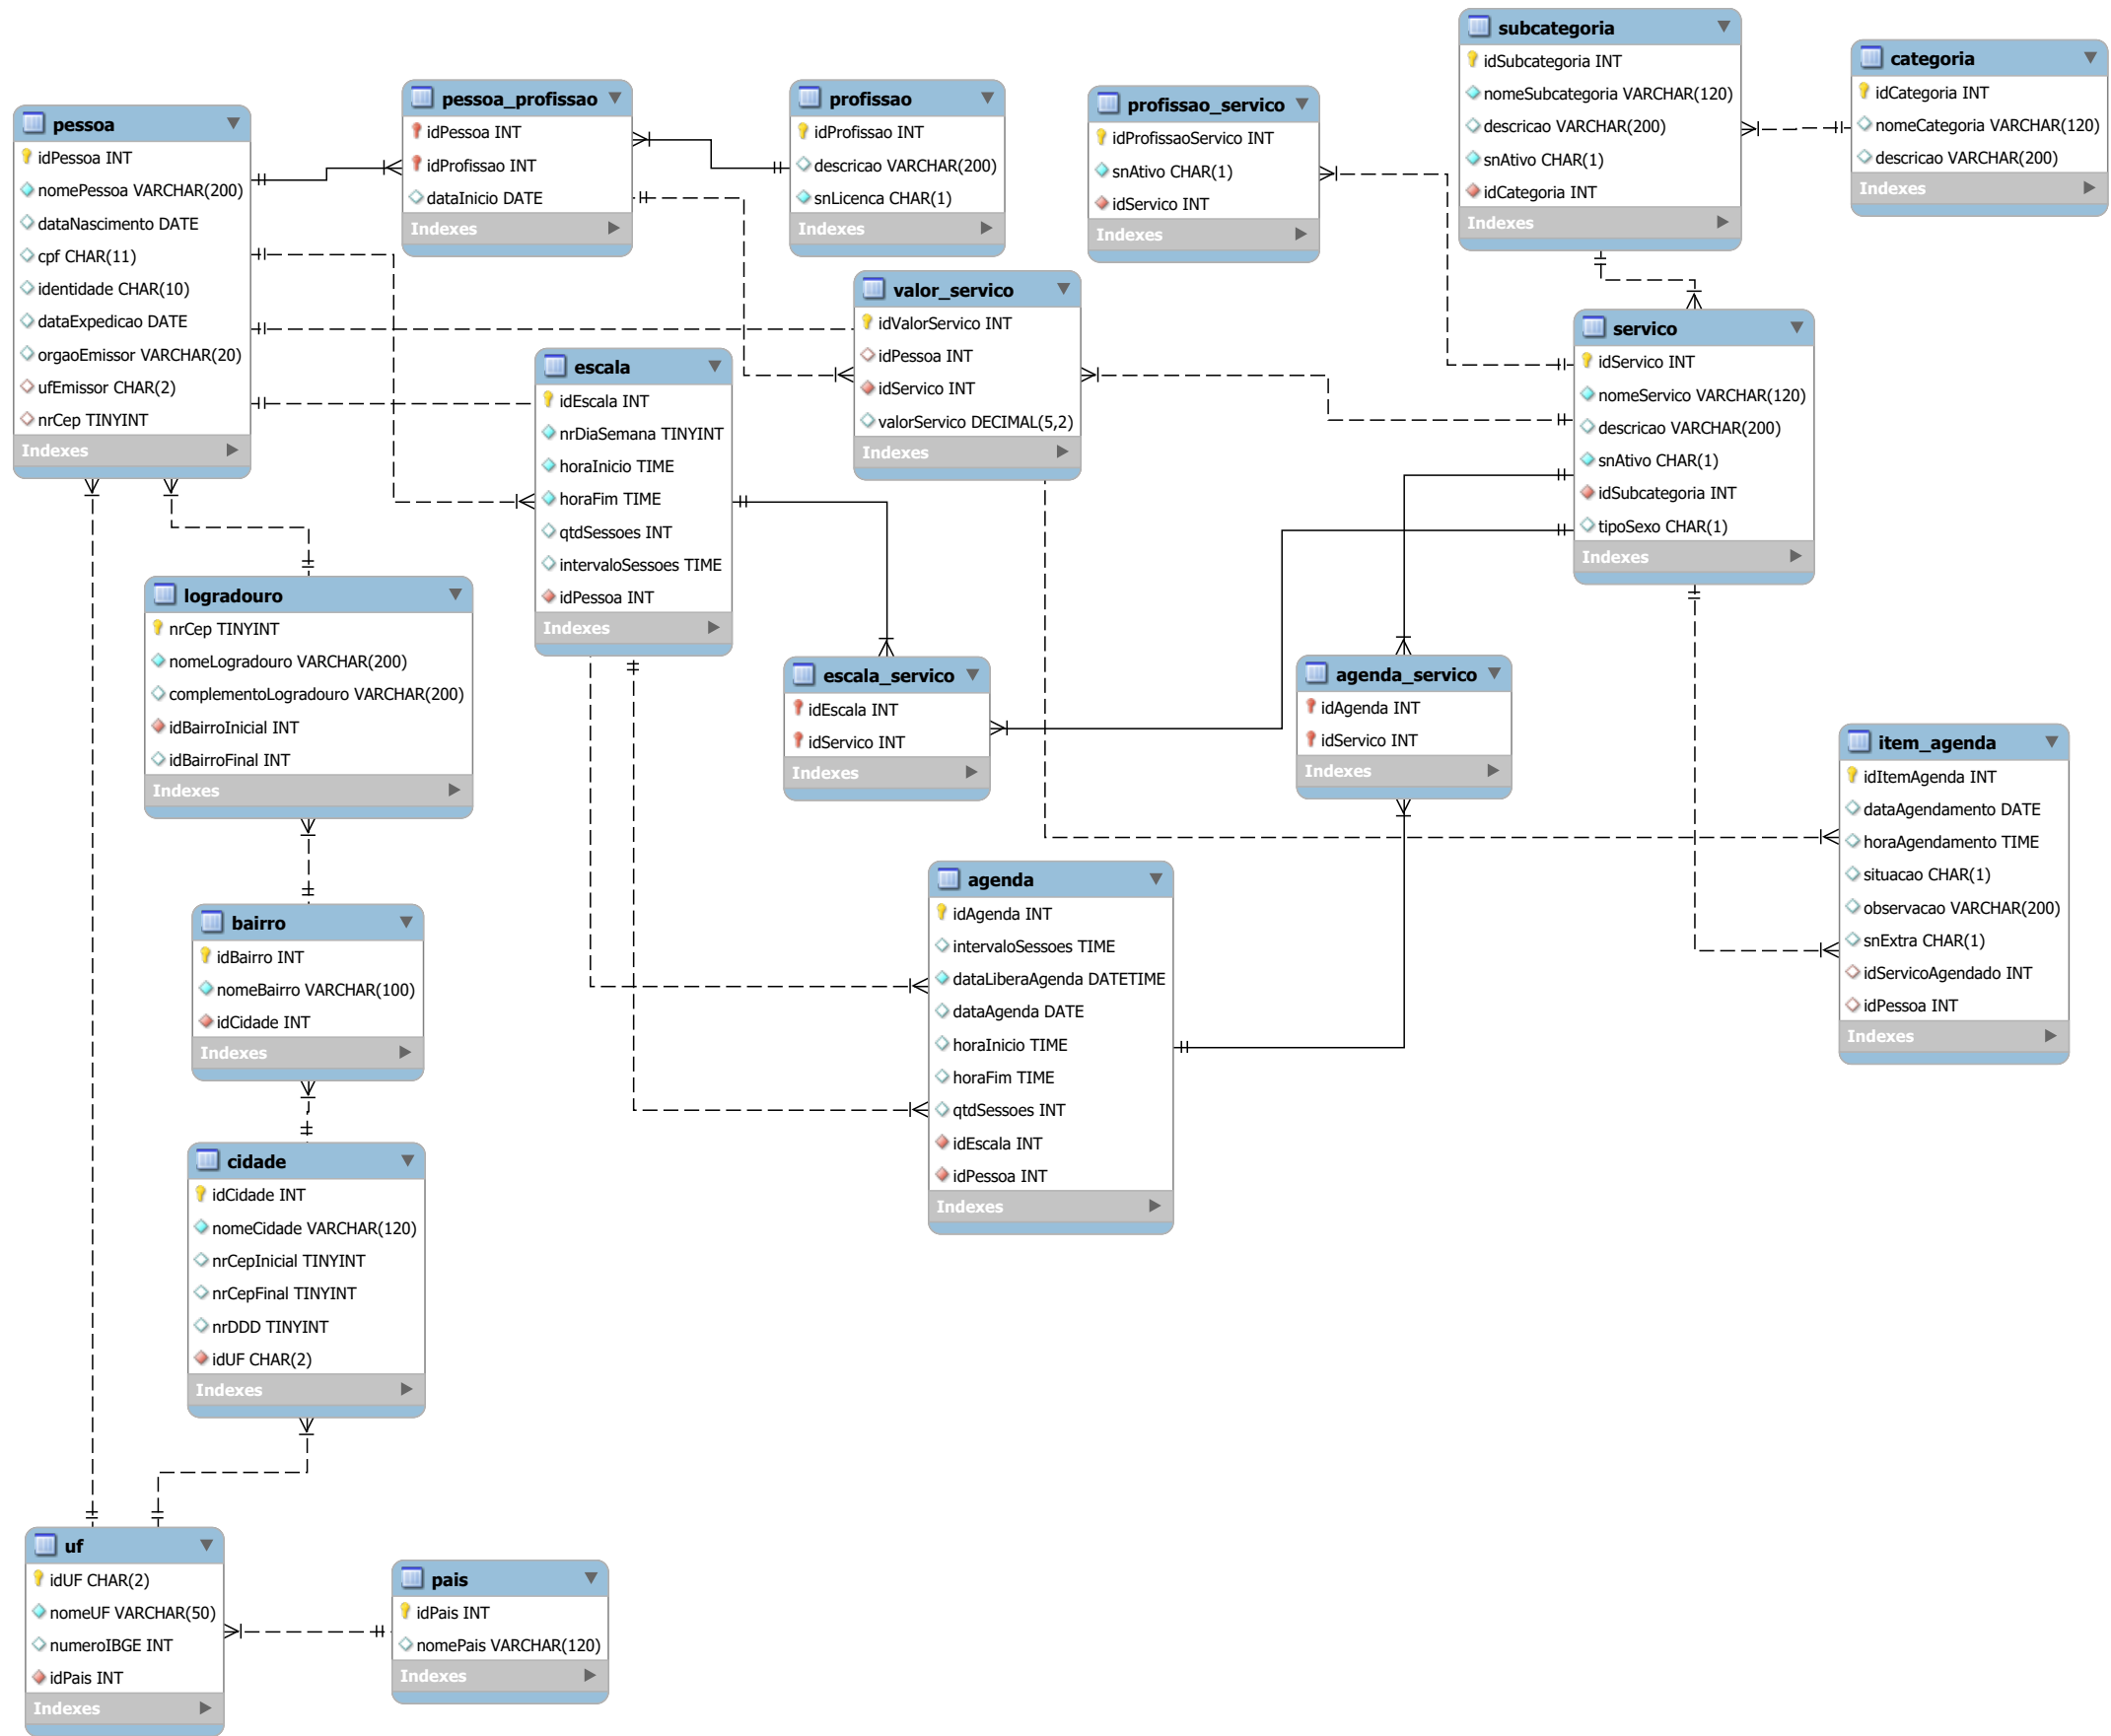 pessoa
idPessoa INT
nomePessoa VARCHAR(200)
dataNascimento DATE
cpf CHAR(11)
identidade CHAR(10)
dataExpedicao DATE
orgaoEmissor VARCHAR(20)
ufEmissor CHAR(2)
nrCep TINYINT
Indexes
pessoa_profissao
idPessoa INT
idProfissao INT
dataInicio DATE
Indexes
profissao
idProfissao INT
descricao VARCHAR(200)
snLicenca CHAR(1)
Indexes
profissao_servico
idProfissaoServico INT
snAtivo CHAR(1)
idServico INT
Indexes
subcategoria
idSubcategoria INT
nomeSubcategoria VARCHAR(120)
descricao VARCHAR(200)
snAtivo CHAR(1)
idCategoria INT
Indexes
categoria
idCategoria INT
nomeCategoria VARCHAR(120)
descricao VARCHAR(200)
Indexes
valor_servico
idValorServico INT
idPessoa INT
idServico INT
valorServico DECIMAL(5,2)
Indexes
escala
idEscala INT
nrDiaSemana TINYINT
horaInicio TIME
horaFim TIME
qtdSessoes INT
intervaloSessoes TIME
idPessoa INT
Indexes
servico
idServico INT
nomeServico VARCHAR(120)
descricao VARCHAR(200)
snAtivo CHAR(1)
idSubcategoria INT
tipoSexo CHAR(1)
Indexes
logradouro
nrCep TINYINT
nomeLogradouro VARCHAR(200)
complementoLogradouro VARCHAR(200)
idBairroInicial INT
idBairroFinal INT
Indexes
escala_servico
idEscala INT
idServico INT
Indexes
agenda_servico
idAgenda INT
idServico INT
Indexes
item_agenda
idItemAgenda INT
dataAgendamento DATE
horaAgendamento TIME
situacao CHAR(1)
observacao VARCHAR(200)
snExtra CHAR(1)
idServicoAgendado INT
idPessoa INT
Indexes
agenda
idAgenda INT
intervaloSessoes TIME
dataLiberaAgenda DATETIME
dataAgenda DATE
horaInicio TIME
horaFim TIME
qtdSessoes INT
idEscala INT
idPessoa INT
Indexes
bairro
idBairro INT
nomeBairro VARCHAR(100)
idCidade INT
Indexes
cidade
idCidade INT
nomeCidade VARCHAR(120)
nrCepInicial TINYINT
nrCepFinal TINYINT
nrDDD TINYINT
idUF CHAR(2)
Indexes
uf
idUF CHAR(2)
nomeUF VARCHAR(50)
numeroIBGE INT
idPais INT
Indexes
pais
idPais INT
nomePais VARCHAR(120)
Indexes